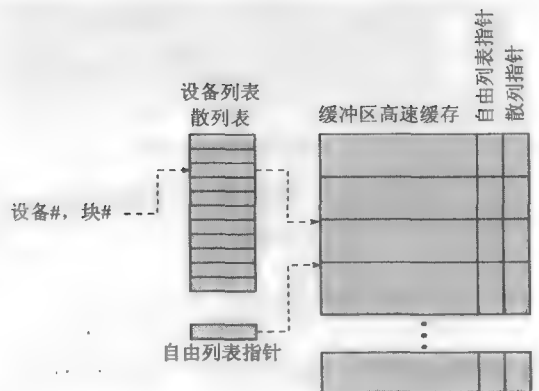 设备列表
散列表
缓冲区高速缓存
自由列表指针
散列指针
设备#，块#
自由列表指针